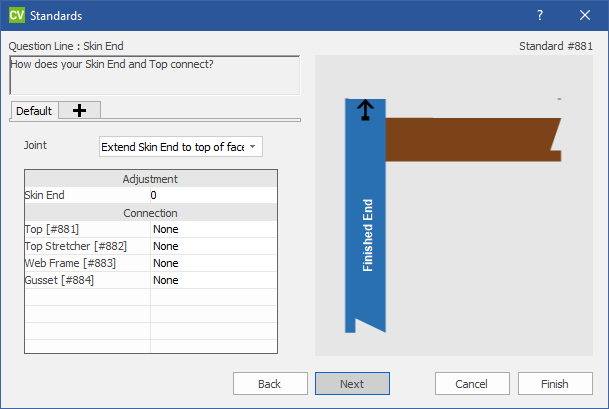 CV Standards ?
Question Line : Skin End Standard #881
How does your Skin End and Top connect?
Default
Joint Extend Skin End to top of face
Adjustment
Skin End 0
Connection
Top [#881] None
Top Stretcher [#882] None
Web Frame [#883] None
Gusset [#884] None
Finished End
Back Next Cancel Finish